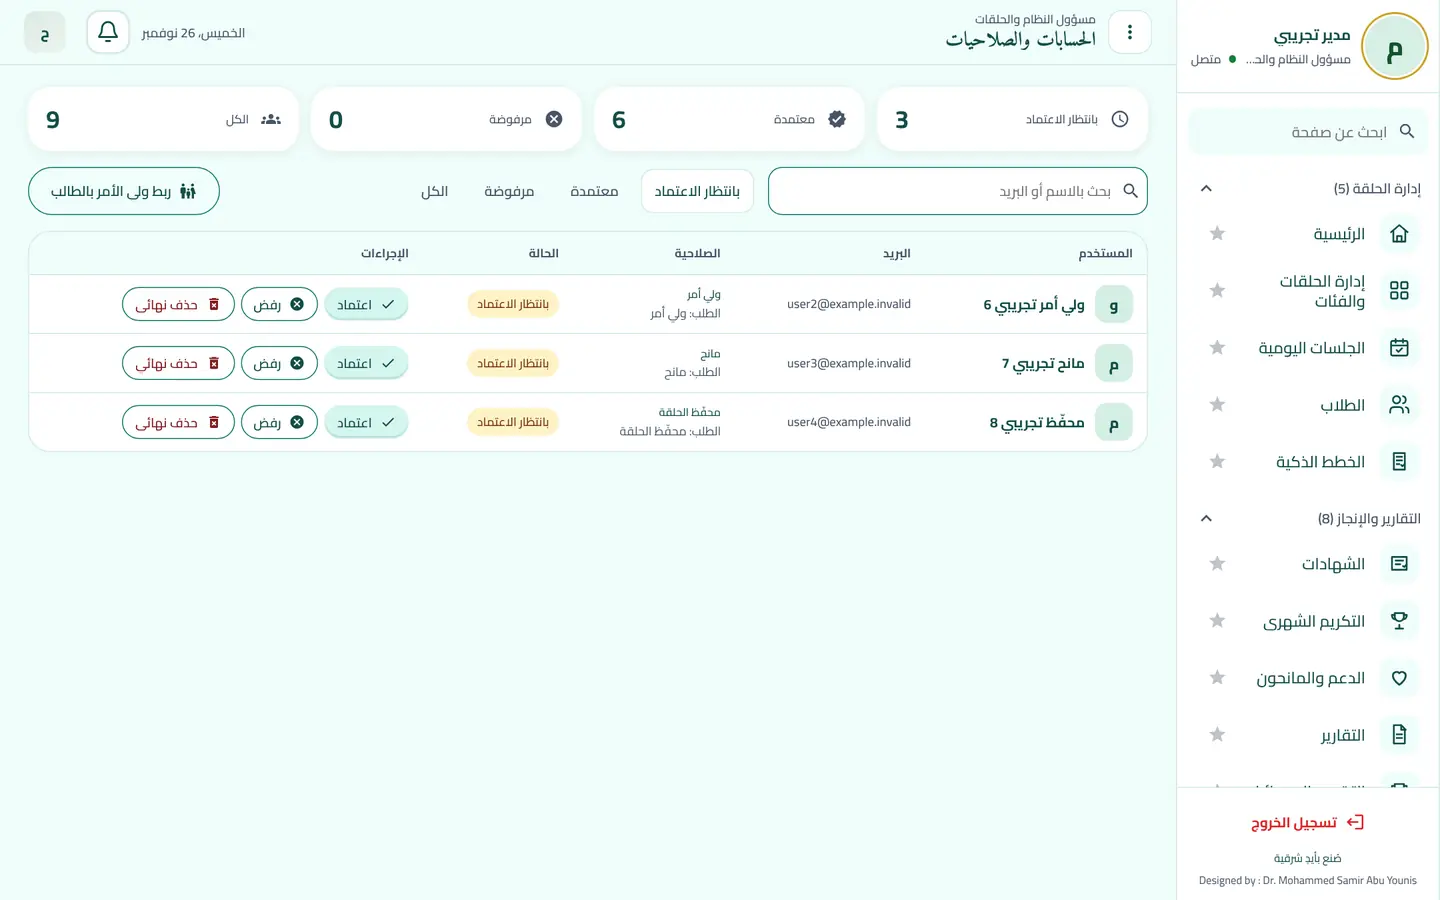 مدير تجريبي
مسؤول النظام والحـ... متصل
م
ابحث عن صفحة
إدارة الحلقة (5)
الرئيسية
إدارة الحلقات
والفئات
الجلسات اليومية
الطلاب
الخطط الذكية
التقارير والإنجاز (8)
الشهادات
التكريم الشهري
الدعم والمانحون
التقارير
تسجيل الخروج
صُنع بأيدٍ شرقية
Designed by : Dr. Mohammed Samir Abu Younis
مسؤول النظام والحلقات
الحسابات والصلاحيات
الخميس، 26 نوفمبر
ح
بانتظار الاعتماد 3
معتمدة 6
مرفوضة 0
الكل 9
بحث بالاسم أو البريد
بانتظار الاعتماد معتمدة مرفوضة الكل
ربط ولي الأمر بالطالب
المستخدم البريد الصلاحية الحالة الإجراءات
و ولي أمر تجريبي 6 user2@example.invalid ولي أمر بانتظار الاعتماد اعتماد رفض حذف نهائي
الطلب: ولي أمر
م مانح تجريبي 7 user3@example.invalid مانح بانتظار الاعتماد اعتماد رفض حذف نهائي
الطلب: مانح
م محفّظ تجريبي 8 user4@example.invalid محفّظ الحلقة بانتظار الاعتماد اعتماد رفض حذف نهائي
الطلب: محفّظ الحلقة